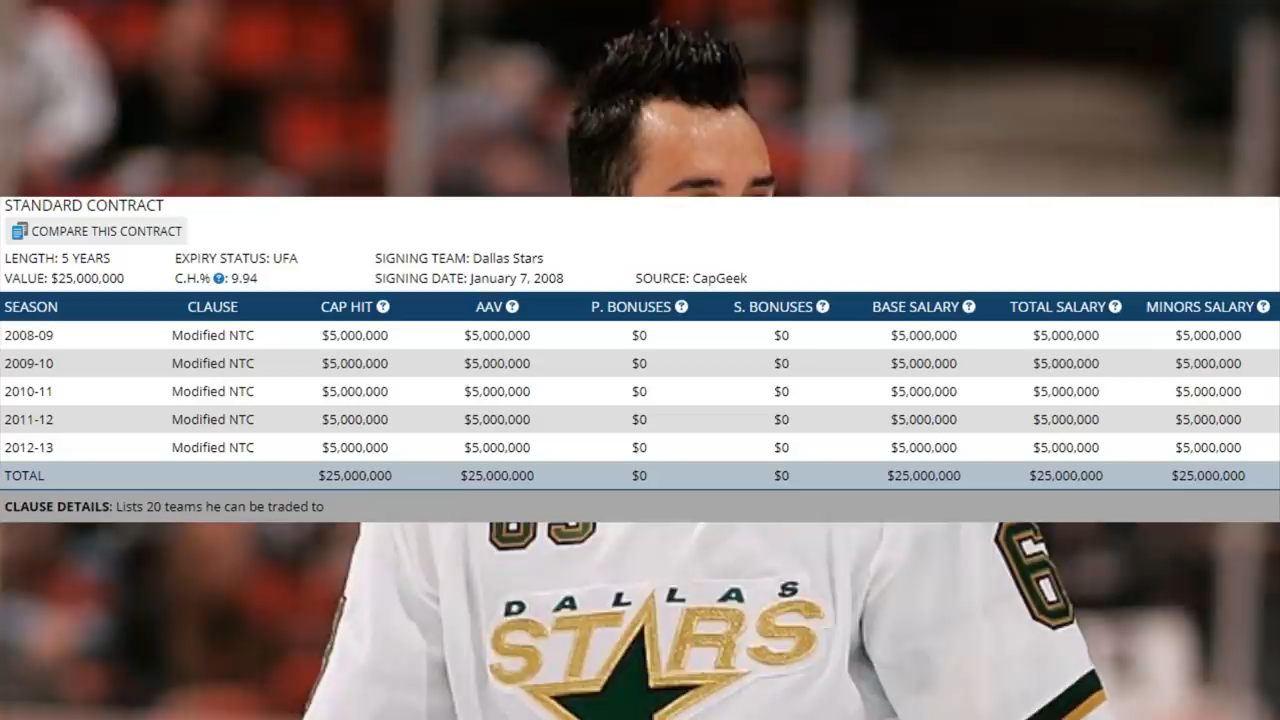 STANDARD CONTRACT
COMPARE THIS CONTRACT
LENGTH: 5 YEARS EXPIRY STATUS: UFA SIGNING TEAM: Dallas Stars
VALUE: $25,000,000 C.H.% ?: 9.94 SIGNING DATE: January 7, 2008 SOURCE: CapGeek
SEASON CLAUSE CAP HIT ? AAV ? P. BONUSES ? S. BONUSES ? BASE SALARY ? TOTAL SALARY ? MINORS SALARY ?
2008-09 Modified NTC $5,000,000 $5,000,000 $0 $0 $5,000,000 $5,000,000 $5,000,000
2009-10 Modified NTC $5,000,000 $5,000,000 $0 $0 $5,000,000 $5,000,000 $5,000,000
2010-11 Modified NTC $5,000,000 $5,000,000 $0 $0 $5,000,000 $5,000,000 $5,000,000
2011-12 Modified NTC $5,000,000 $5,000,000 $0 $0 $5,000,000 $5,000,000 $5,000,000
2012-13 Modified NTC $5,000,000 $5,000,000 $0 $0 $5,000,000 $5,000,000 $5,000,000
TOTAL $25,000,000 $25,000,000 $0 $0 $25,000,000 $25,000,000 $25,000,000
CLAUSE DETAILS: Lists 20 teams he can be traded to
6
DALLAS
STARS